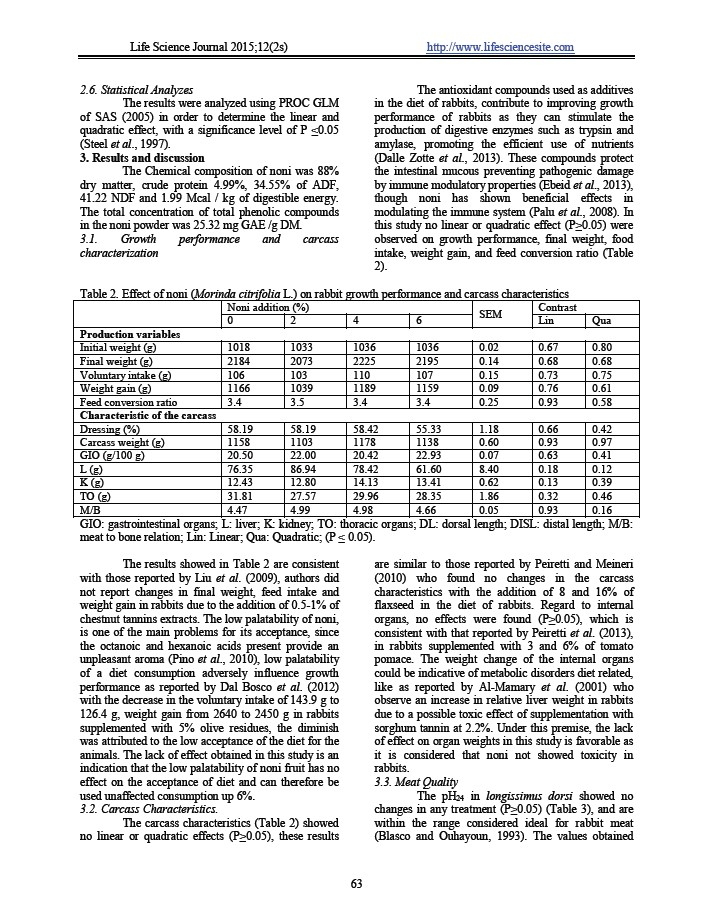 Life Science Journal 2015;12(2s) http://www.lifesciencesite.com
2.6. Statistical Analyzes
The results were analyzed using PROC GLM
of SAS (2005) in order to determine the linear and
quadratic effect, with a significance level of P ≤0.05
(Steel et al., 1997).
3. Results and discussion
The Chemical composition of noni was 88%
dry matter, crude protein 4.99%, 34.55% of ADF,
41.22 NDF and 1.99 Mcal / kg of digestible energy.
The total concentration of total phenolic compounds
in the noni powder was 25.32 mg GAE /g DM.
3.1. Growth performance and carcass
characterization
The antioxidant compounds used as additives
in the diet of rabbits, contribute to improving growth
performance of rabbits as they can stimulate the
production of digestive enzymes such as trypsin and
amylase, promoting the efficient use of nutrients
(Dalle Zotte et al., 2013). These compounds protect
the intestinal mucous preventing pathogenic damage
by immune modulatory properties (Ebeid et al., 2013),
though noni has shown beneficial effects in
modulating the immune system (Palu et al., 2008). In
this study no linear or quadratic effect (P≥0.05) were
observed on growth performance, final weight, food
intake, weight gain, and feed conversion ratio (Table
2).
Table 2. Effect of noni (Morinda citrifolia L.) on rabbit growth performance and carcass characteristics
Noni addition (%) SEM Contrast
0 2 4 6 Lin Qua
Production variables
Initial weight (g) 1018 1033 1036 1036 0.02 0.67 0.80
Final weight (g) 2184 2073 2225 2195 0.14 0.68 0.68
Voluntary intake (g) 106 103 110 107 0.15 0.73 0.75
Weight gain (g) 1166 1039 1189 1159 0.09 0.76 0.61
Feed conversion ratio 3.4 3.5 3.4 3.4 0.25 0.93 0.58
Characteristic of the carcass
Dressing (%) 58.19 58.19 58.42 55.33 1.18 0.66 0.42
Carcass weight (g) 1158 1103 1178 1138 0.60 0.93 0.97
GIO (g/100 g) 20.50 22.00 20.42 22.93 0.07 0.63 0.41
L (g) 76.35 86.94 78.42 61.60 8.40 0.18 0.12
K (g) 12.43 12.80 14.13 13.41 0.62 0.13 0.39
TO (g) 31.81 27.57 29.96 28.35 1.86 0.32 0.46
M/B 4.47 4.99 4.98 4.66 0.05 0.93 0.16
GIO: gastrointestinal organs; L: liver; K: kidney; TO: thoracic organs; DL: dorsal length; DISL: distal length; M/B:
meat to bone relation; Lin: Linear; Qua: Quadratic; (P ≤ 0.05).
The results showed in Table 2 are consistent
with those reported by Liu et al. (2009), authors did
not report changes in final weight, feed intake and
weight gain in rabbits due to the addition of 0.5-1% of
chestnut tannins extracts. The low palatability of noni,
is one of the main problems for its acceptance, since
the octanoic and hexanoic acids present provide an
unpleasant aroma (Pino et al., 2010), low palatability
of a diet consumption adversely influence growth
performance as reported by Dal Bosco et al. (2012)
with the decrease in the voluntary intake of 143.9 g to
126.4 g, weight gain from 2640 to 2450 g in rabbits
supplemented with 5% olive residues, the diminish
was attributed to the low acceptance of the diet for the
animals. The lack of effect obtained in this study is an
indication that the low palatability of noni fruit has no
effect on the acceptance of diet and can therefore be
used unaffected consumption up 6%.
3.2. Carcass Characteristics.
The carcass characteristics (Table 2) showed
no linear or quadratic effects (P≥0.05), these results
are similar to those reported by Peiretti and Meineri
(2010) who found no changes in the carcass
characteristics with the addition of 8 and 16% of
flaxseed in the diet of rabbits. Regard to internal
organs, no effects were found (P≥0.05), which is
consistent with that reported by Peiretti et al. (2013),
in rabbits supplemented with 3 and 6% of tomato
pomace. The weight change of the internal organs
could be indicative of metabolic disorders diet related,
like as reported by Al-Mamary et al. (2001) who
observe an increase in relative liver weight in rabbits
due to a possible toxic effect of supplementation with
sorghum tannin at 2.2%. Under this premise, the lack
of effect on organ weights in this study is favorable as
it is considered that noni not showed toxicity in
rabbits.
3.3. Meat Quality
The pH24 in longissimus dorsi showed no
changes in any treatment (P≥0.05) (Table 3), and are
within the range considered ideal for rabbit meat
(Blasco and Ouhayoun, 1993). The values obtained
63